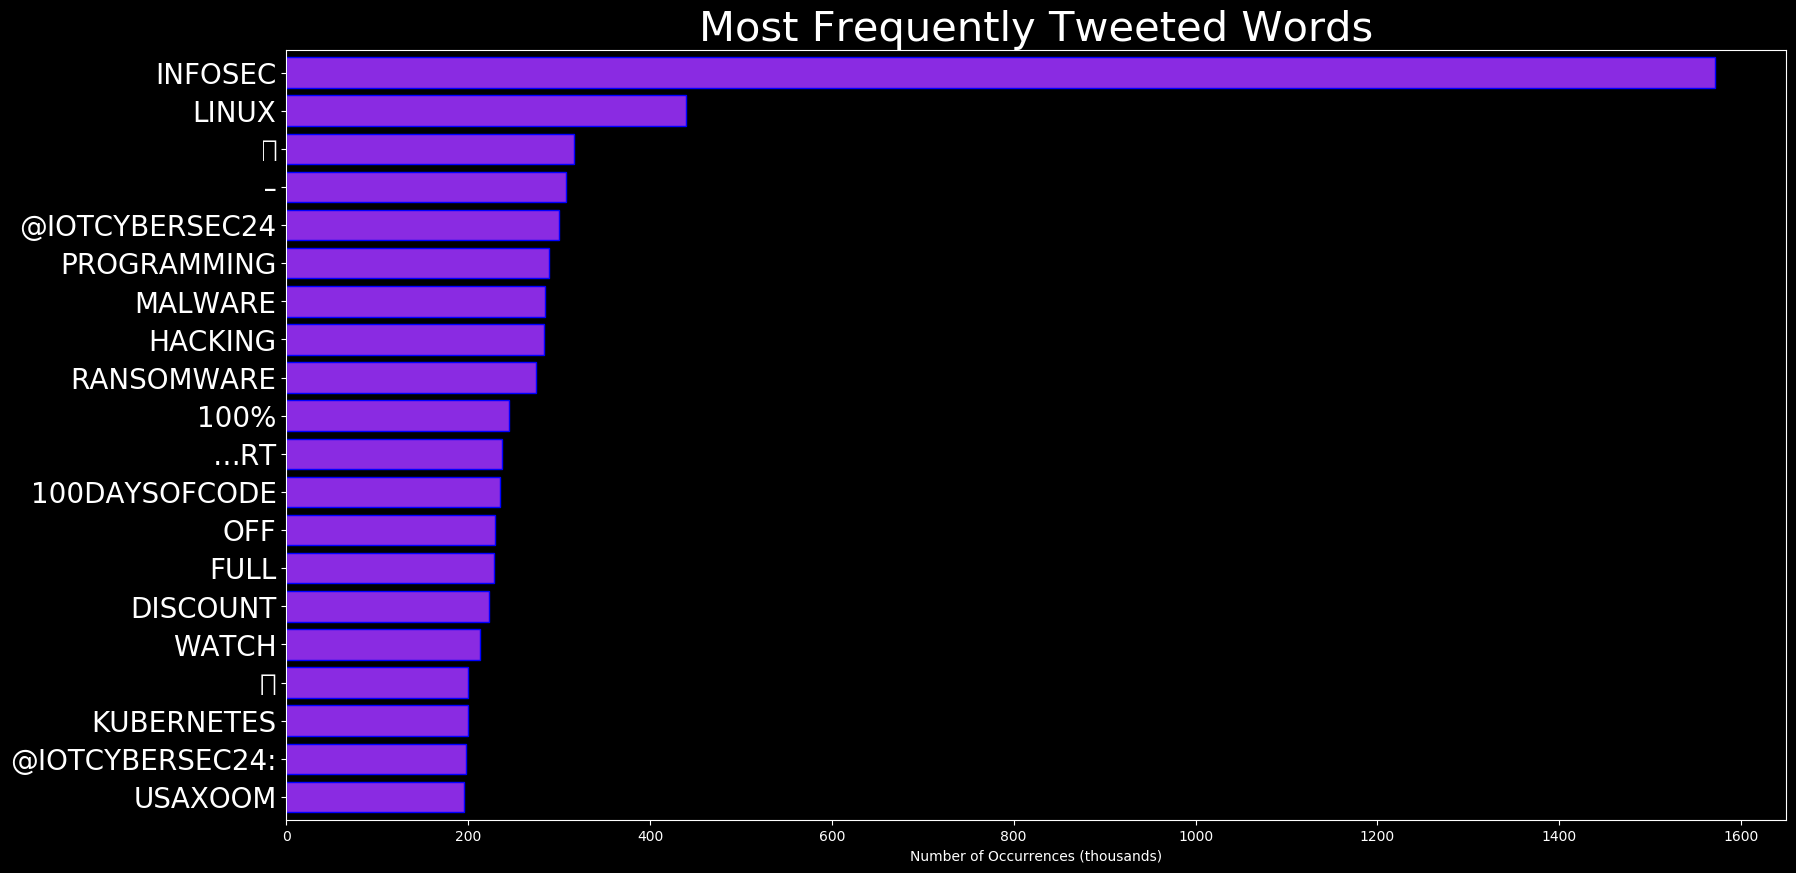 Most Frequently Tweeted Words
INFOSEC
LINUX
–
@IOTCYBERSEC24
PROGRAMMING
MALWARE
HACKING
RANSOMWARE
100%
…RT
100DAYSOFCODE
OFF
FULL
DISCOUNT
WATCH
KUBERNETES
@IOTCYBERSEC24:
USAXOOM
0 200 400 600 800 1000 1200 1400 1600
Number of Occurrences (thousands)